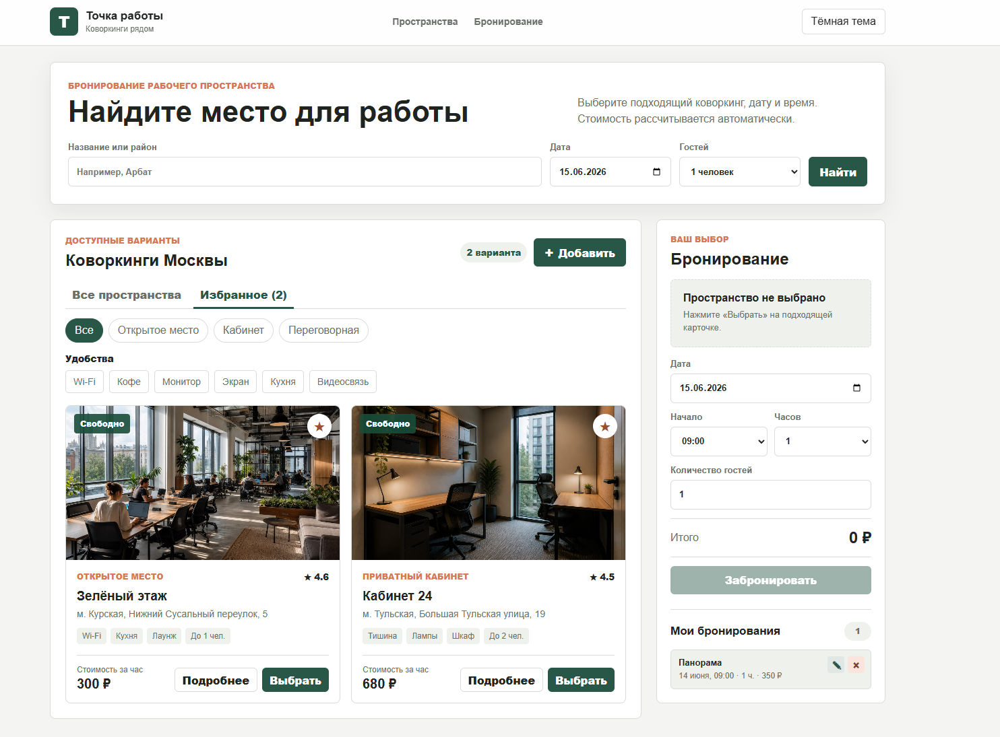 T
Точка работы
Коворкинги рядом
Пространства
Бронирование
Тёмная тема
БРОНИРОВАНИЕ РАБОЧЕГО ПРОСТРАНСТВА
Найдите место для работы
Выберите подходящий коворкинг, дату и время.
Стоимость рассчитывается автоматически.
Название или район
Дата
Гостей
Например, Арбат
15.06.2026
1 человек
Найти
ДОСТУПНЫЕ ВАРИАНТЫ
Коворкинги Москвы
2 варианта
+ Добавить
Все пространства
Избранное (2)
Все
Открытое место
Кабинет
Переговорная
Удобства
Wi-Fi
Кофе
Монитор
Экран
Кухня
Видеосвязь
Свободно
★
ОТКРЫТОЕ МЕСТО
★ 4.6
Зелёный этаж
м. Курская, Нижний Сусальный переулок, 5
Wi-Fi
Кухня
Лаунж
До 1 чел.
Стоимость за час
300 ₽
Подробнее
Выбрать
Свободно
★
ПРИВАТНЫЙ КАБИНЕТ
★ 4.5
Кабинет 24
м. Тульская, Большая Тульская улица, 19
Тишина
Лампы
Шкаф
До 2 чел.
Стоимость за час
680 ₽
Подробнее
Выбрать
ВАШ ВЫБОР
Бронирование
Пространство не выбрано
Нажмите «Выбрать» на подходящей
карточке.
Дата
15.06.2026
Начало
Часов
09:00
1
Количество гостей
1
Итого
0 ₽
Забронировать
Мои бронирования
1
Панорама
14 июня, 09:00 · 1 ч. · 350 ₽